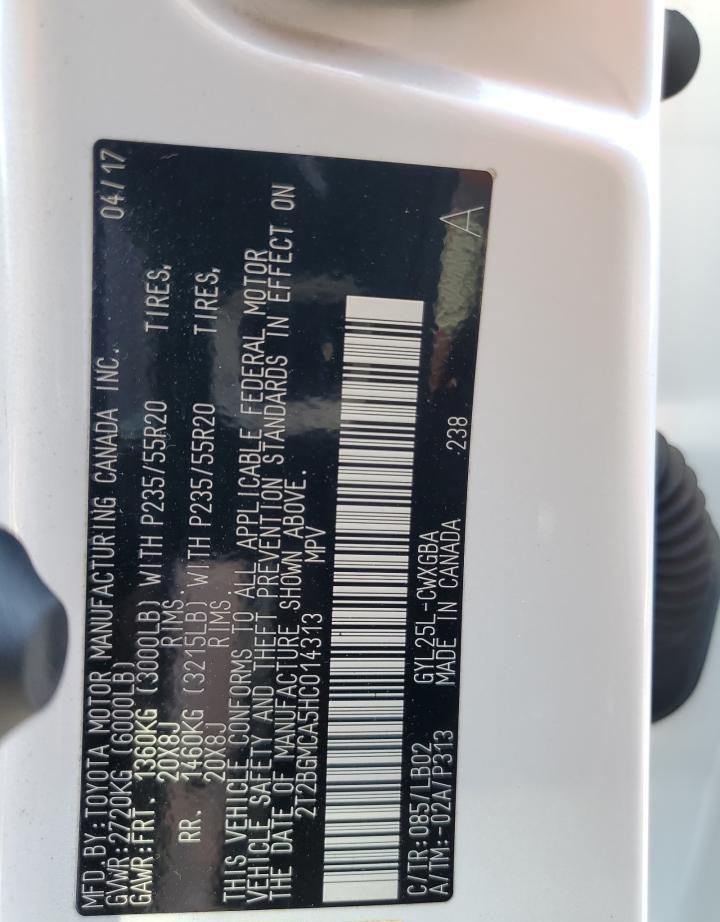 MFD.BY:TOYOTA MOTOR MANUFACTURING CANADA INC. 04/17
GVWR:2720KG (6000LB)
GAWR:FRT. 1360KG (3000LB) WITH P235/55R20 TIRES,
20X8J RIMS
RR. 1460KG (3215LB) WITH P235/55R20 TIRES,
20X8J RIMS.
THIS VEHICLE CONFORMS TO ALL APPLICABLE FEDERAL MOTOR
VEHICLE SAFETY AND THEFT PREVENTION STANDARDS IN EFFECT ON
THE DATE OF MANUFACTURE SHOWN ABOVE.
2T2BGMCA5HC014313 MPV
C/TR:0857/LB02 GYL25L-CWXGBA 238
A/TM:-02A/P313 MADE IN CANADA A